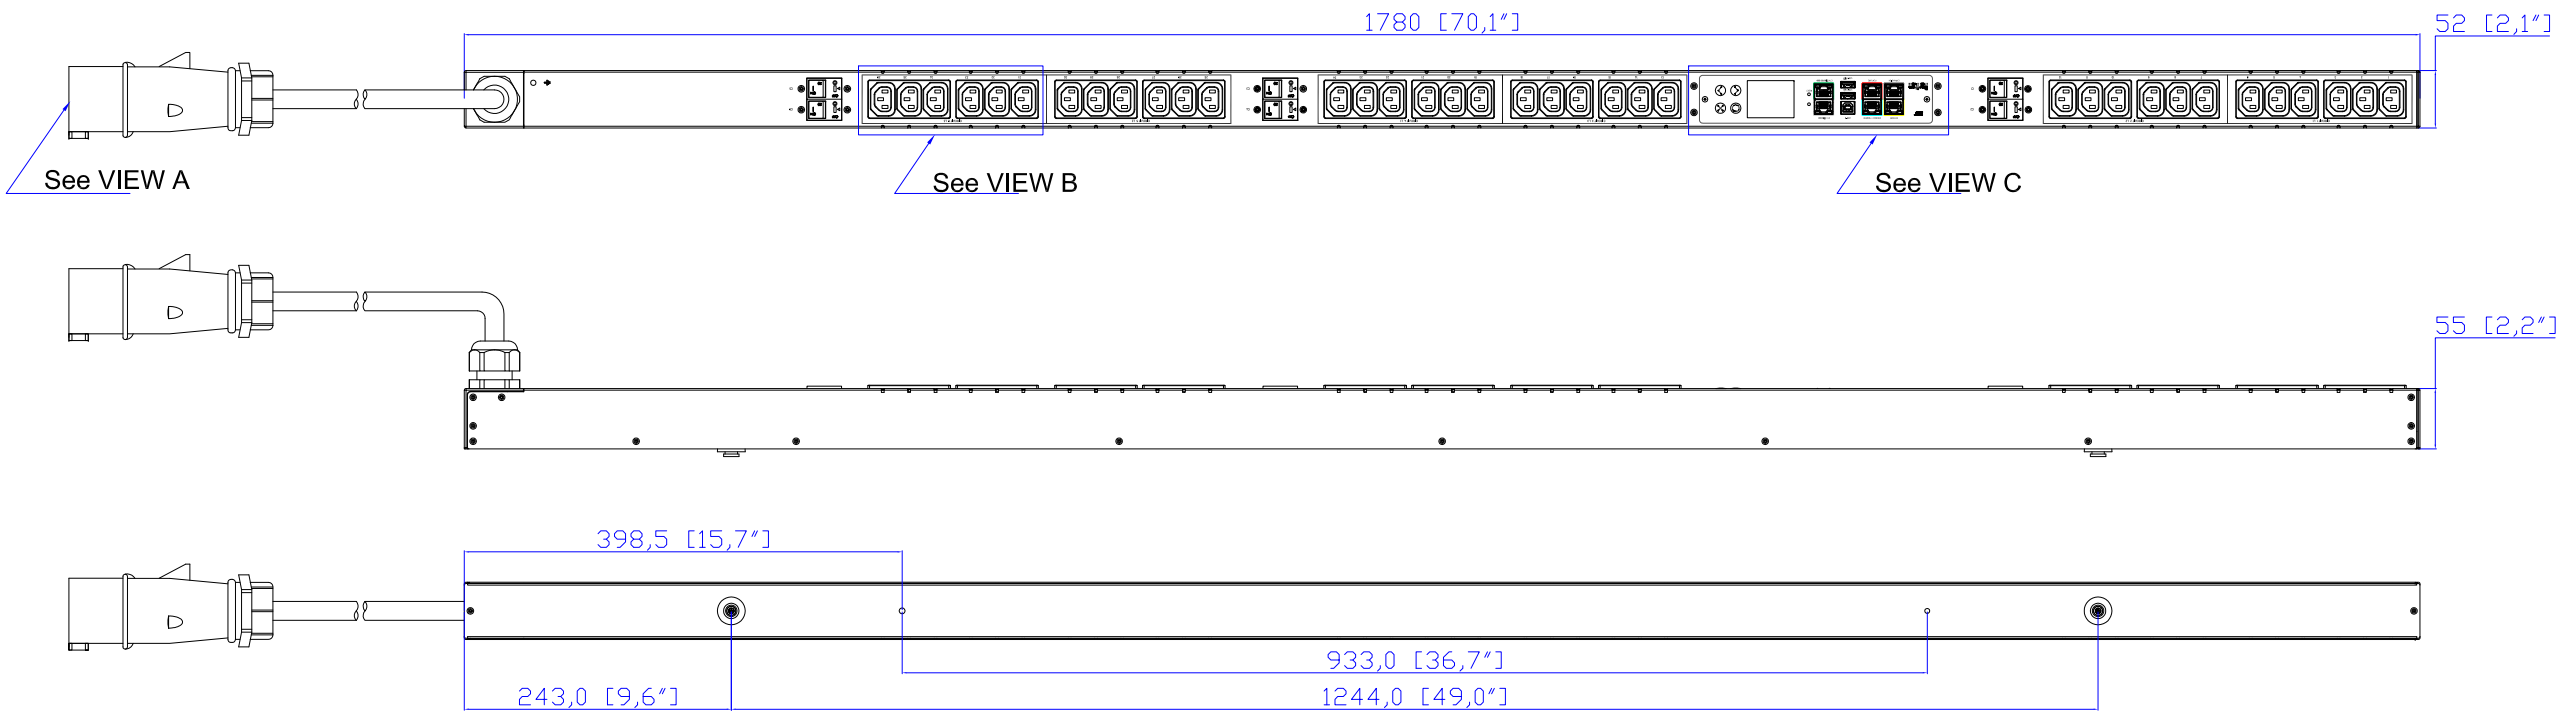 1780 [70,1"]
52 [2,1"]
See VIEW A
See VIEW B
See VIEW C
55 [2,2"]
398,5 [15,7"]
933,0 [36,7"]
243,0 [9,6"]
1244,0 [49,0"]